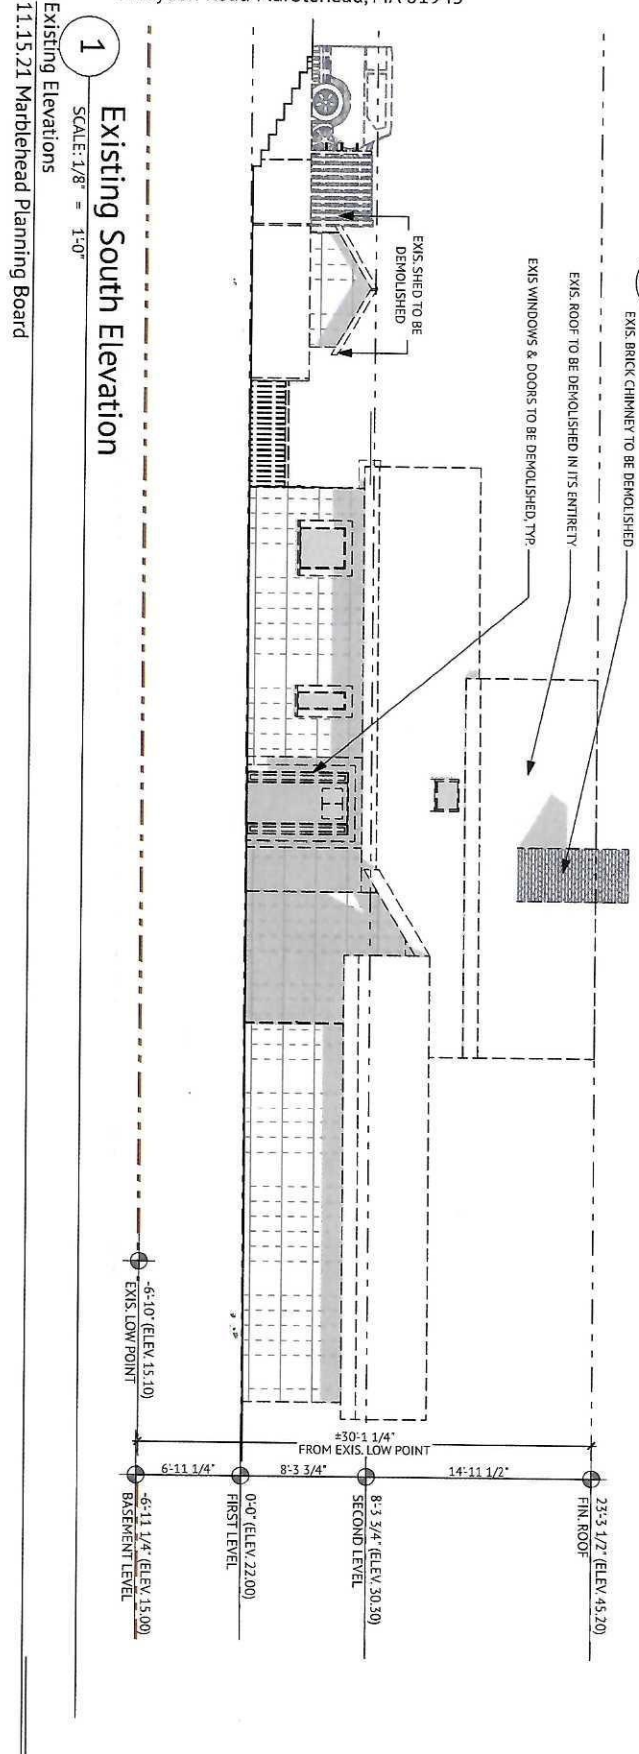 Road Marblehead, MA 01945
EXIS. BRICK CHIMNEY TO BE DEMOLISHED
EXIS. ROOF TO BE DEMOLISHED IN ITS ENTIRETY
EXIS WINDOWS & DOORS TO BE DEMOLISHED, TYP.
EXIS. SHED TO BE
DEMOLISHED
23'-3 1/2" (ELEV. 45.20)
FIN. ROOF
14'-11 1/2"
8'-3 3/4" (ELEV. 30.30)
SECOND LEVEL
8'-3 3/4"
0'-0" (ELEV. 22.00)
FIRST LEVEL
6'-11 1/4"
-6'-11 1/4" (ELEV. 15.00)
BASEMENT LEVEL
±30'-1 1/4"
FROM EXIS. LOW POINT
-6'-10" (ELEV. 15.10)
EXIS. LOW POINT
1
Existing South Elevation
SCALE: 1/8" = 1'-0"
Existing Elevations
11.15.21 Marblehead Planning Board